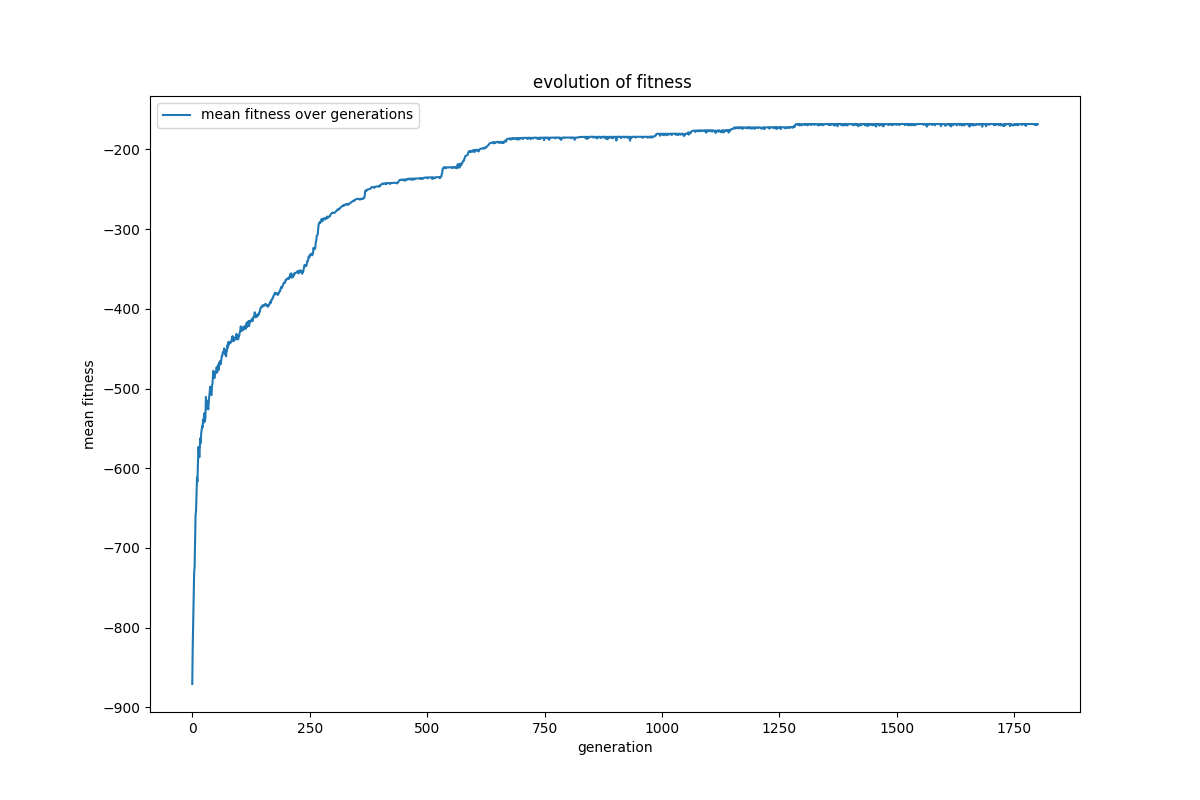 evolution of fitness
mean fitness over generations
−200
−300
−400
−500
−600
−700
−800
−900
mean fitness
0 250 500 750 1000 1250 1500 1750
generation